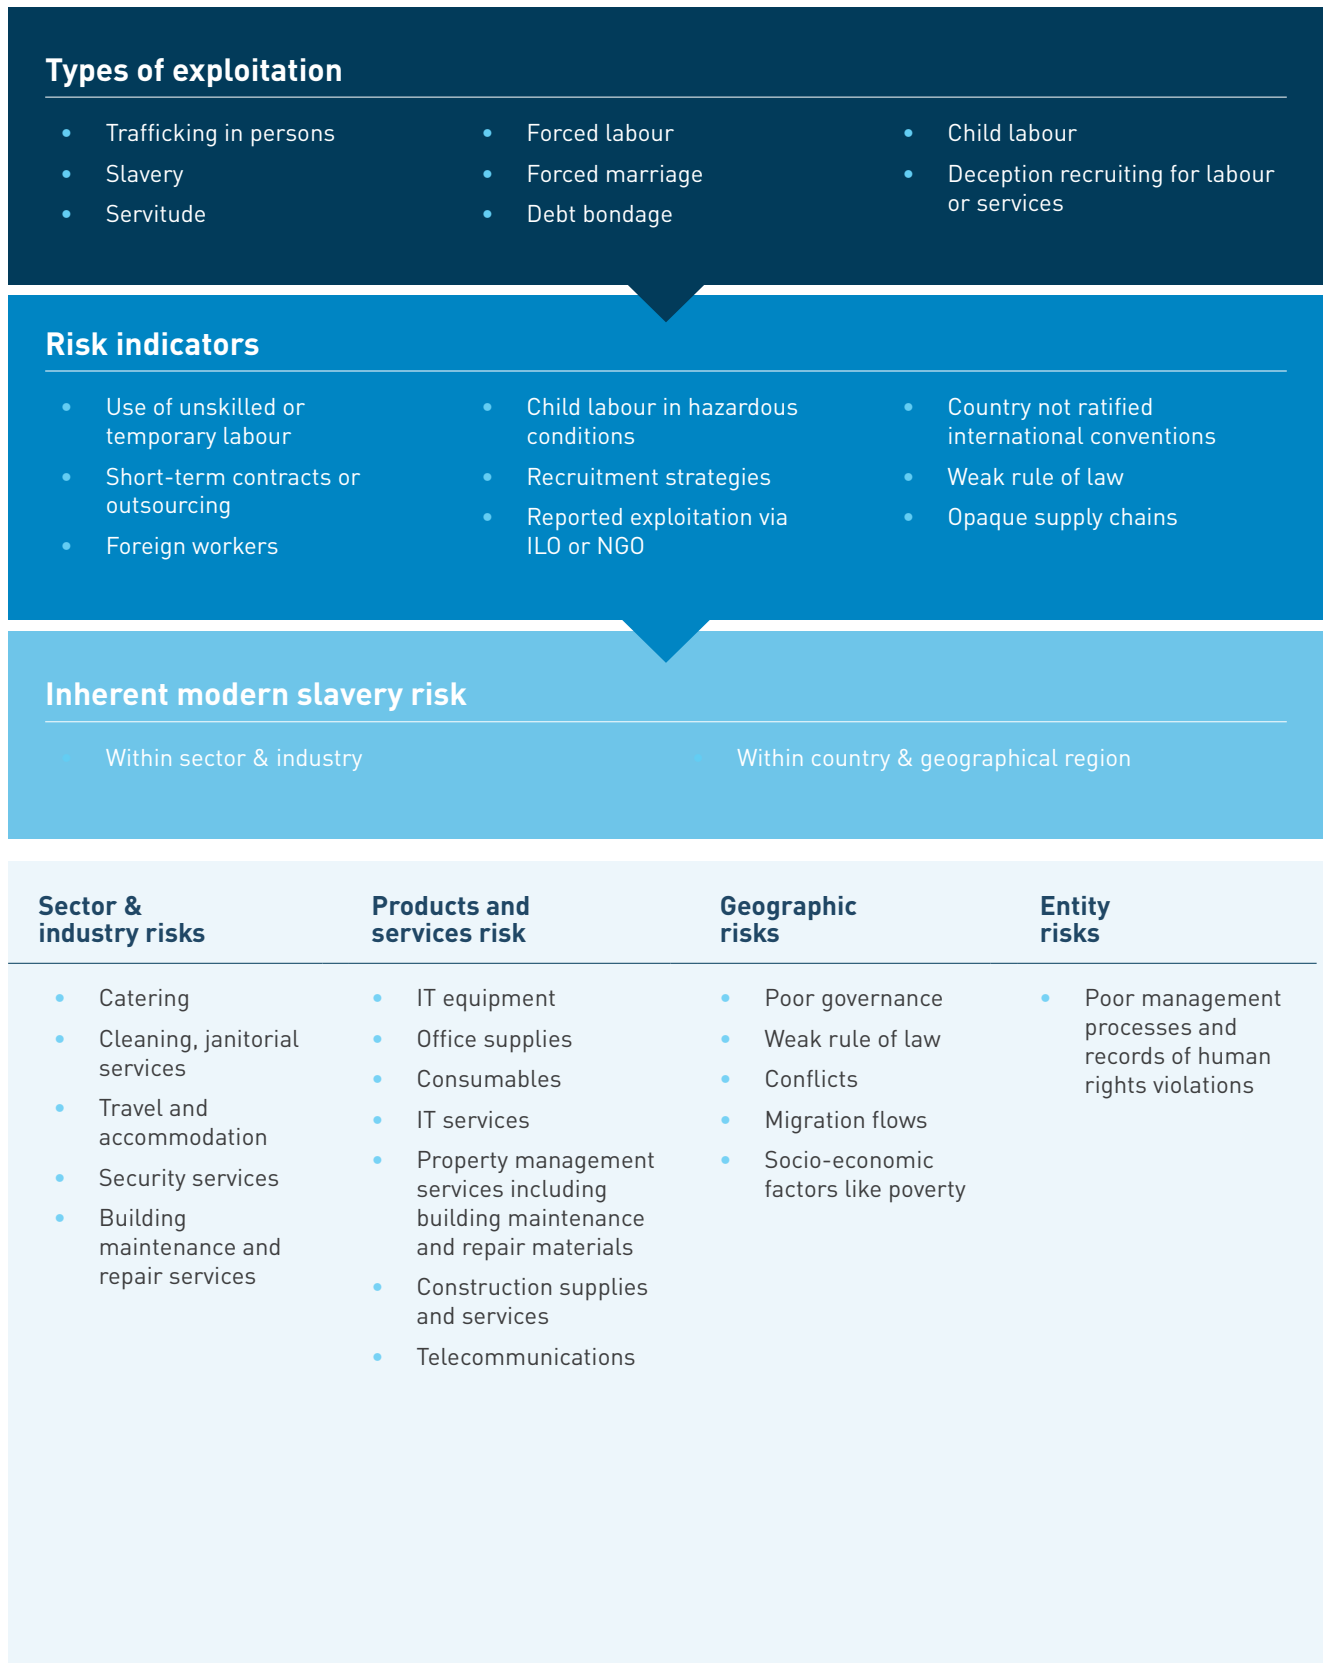 Types of exploitation
• Trafficking in persons
• Slavery
• Servitude
• Forced labour
• Forced marriage
• Debt bondage
• Child labour
• Deception recruiting for labour
or services
Risk indicators
• Use of unskilled or
temporary labour
• Short-term contracts or
outsourcing
• Foreign workers
• Child labour in hazardous
conditions
• Recruitment strategies
• Reported exploitation via
ILO or NGO
• Country not ratified
international conventions
• Weak rule of law
• Opaque supply chains
Inherent modern slavery risk
• Within sector & industry
• Within country & geographical region
Sector &
industry risks
• Catering
• Cleaning, janitorial
services
• Travel and
accommodation
• Security services
• Building
maintenance and
repair services
Products and
services risk
• IT equipment
• Office supplies
• Consumables
• IT services
• Property management
services including
building maintenance
and repair materials
• Construction supplies
and services
• Telecommunications
Geographic
risks
• Poor governance
• Weak rule of law
• Conflicts
• Migration flows
• Socio-economic
factors like poverty
Entity
risks
• Poor management
processes and
records of human
rights violations